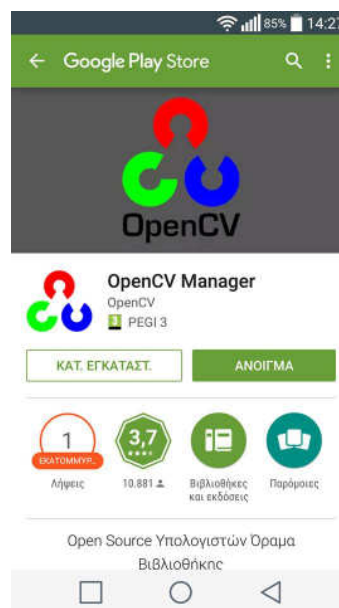 85% 14:27
Google Play Store
OpenCV
OpenCV Manager
OpenCV
3 PEGI 3
ΚΑΤ. ΕΓΚΑΤΑΣΤ.
ΑΝΟΙΓΜΑ
1
ΕΚΑΤΟΜΜΥΡ...
3,7
Λήψεις
10.881
Βιβλιοθήκες
και εκδόσεις
Παρόμοιες
Open Source Υπολογιστών Όραμα
Βιβλιοθήκης